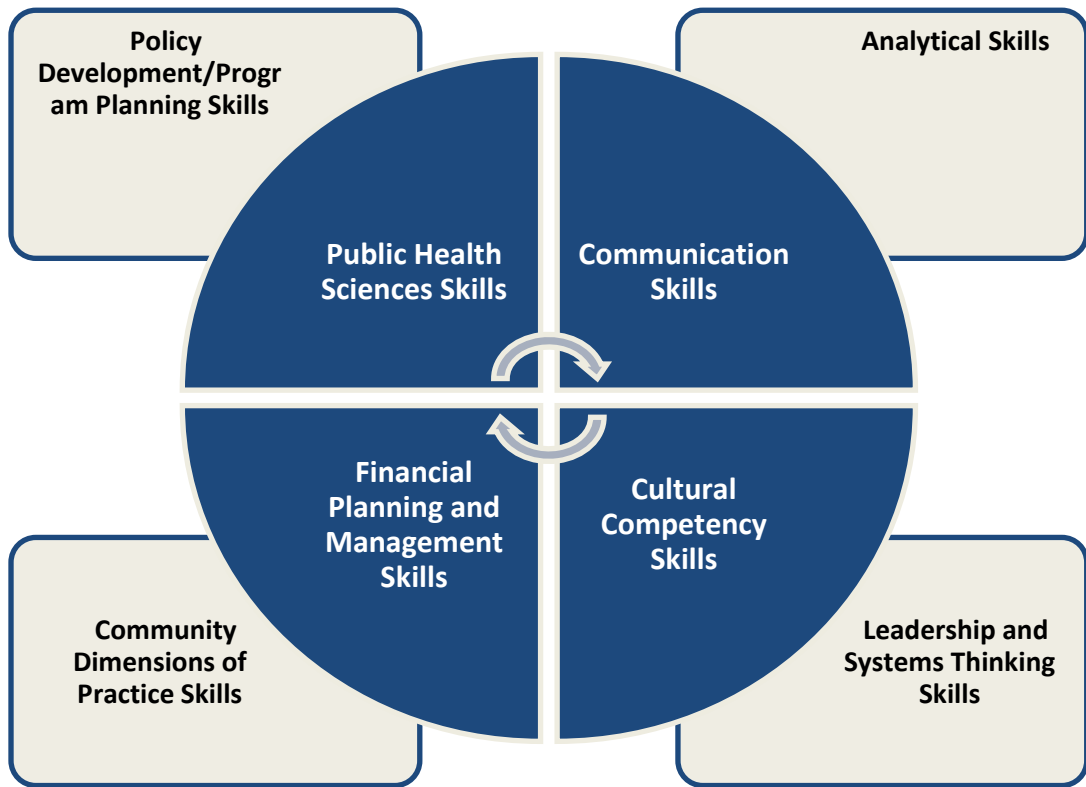 Policy
Development/Progr
am Planning Skills
Analytical Skills
Public Health
Sciences Skills
Communication
Skills
Financial
Planning and
Management
Skills
Cultural
Competency
Skills
Community
Dimensions of
Practice Skills
Leadership and
Systems Thinking
Skills